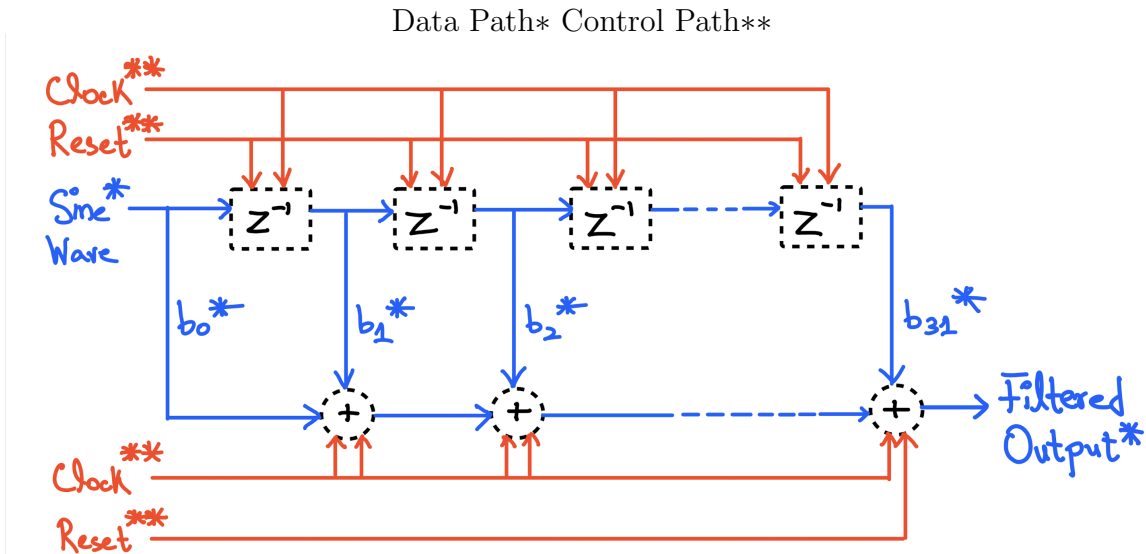 Data Path* Control Path**
Clock**
Reset**
Sine*
Wave
z⁻¹ z⁻¹ z⁻¹ z⁻¹
b₀* b₁* b₂* b₃₁*
+ + +
Filtered
Output*
Clock**
Reset**